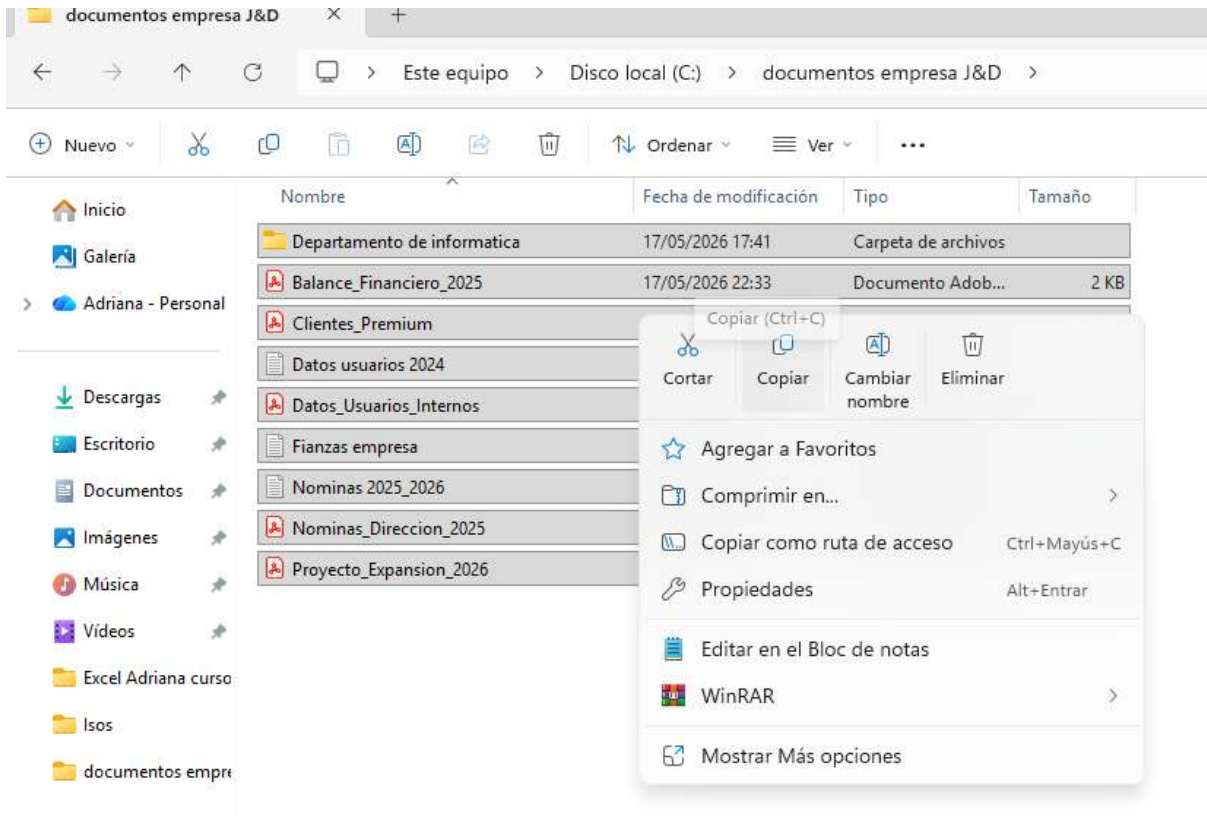 documentos empresa J&D
Este equipo > Disco local (C:) > documentos empresa J&D >
Nuevo Ordenar Ver ...
Nombre Fecha de modificación Tipo Tamaño
Inicio
Galería
Adriana - Personal
Descargas
Escritorio
Documentos
Imágenes
Música
Vídeos
Excel Adriana curso
Isos
documentos empre
Departamento de informatica 17/05/2026 17:41 Carpeta de archivos
Balance_Financiero_2025 17/05/2026 22:33 Documento Adob... 2 KB
Clientes_Premium
Datos usuarios 2024
Datos_Usuarios_Internos
Fianzas empresa
Nominas 2025_2026
Nominas_Direccion_2025
Proyecto_Expansion_2026
Copiar (Ctrl+C)
Cortar Copiar Cambiar nombre Eliminar
Agregar a Favoritos
Comprimir en...
Copiar como ruta de acceso Ctrl+Mayús+C
Propiedades Alt+Entrar
Editar en el Bloc de notas
WinRAR
Mostrar Más opciones